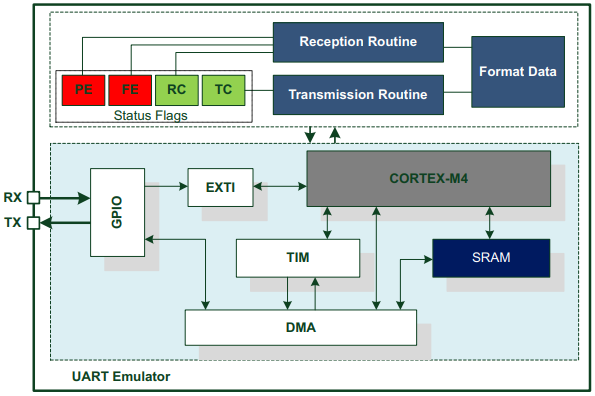 Reception Routine
Format Data
PE
FE
RC
TC
Transmission Routine
Status Flags
CORTEX-M4
EXTI
GPIO
RX
TX
TIM
SRAM
DMA
UART Emulator